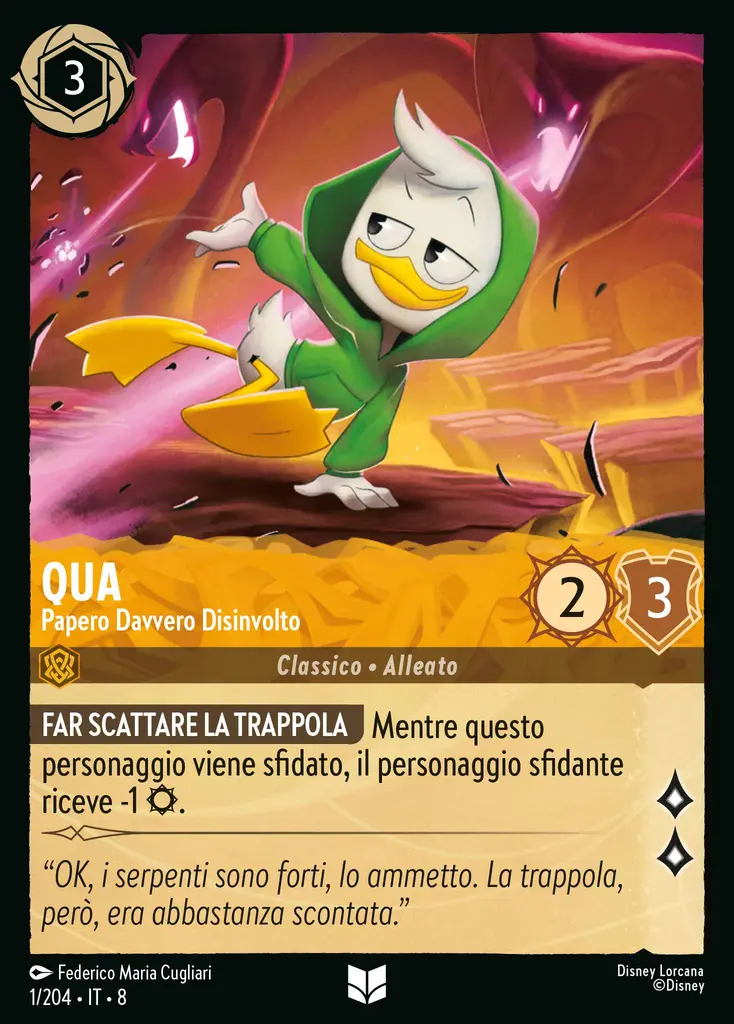 3
QUA
Papero Davvero Disinvolto
2
3
Classico • Alleato
FAR SCATTARE LA TRAPPOLA Mentre questo
personaggio viene sfidato, il personaggio sfidante
riceve -1 .
“OK, i serpenti sono forti, lo ammetto. La trappola,
però, era abbastanza scontata.”
Federico Maria Cugliari
1/204 • IT • 8
Disney Lorcana
©Disney